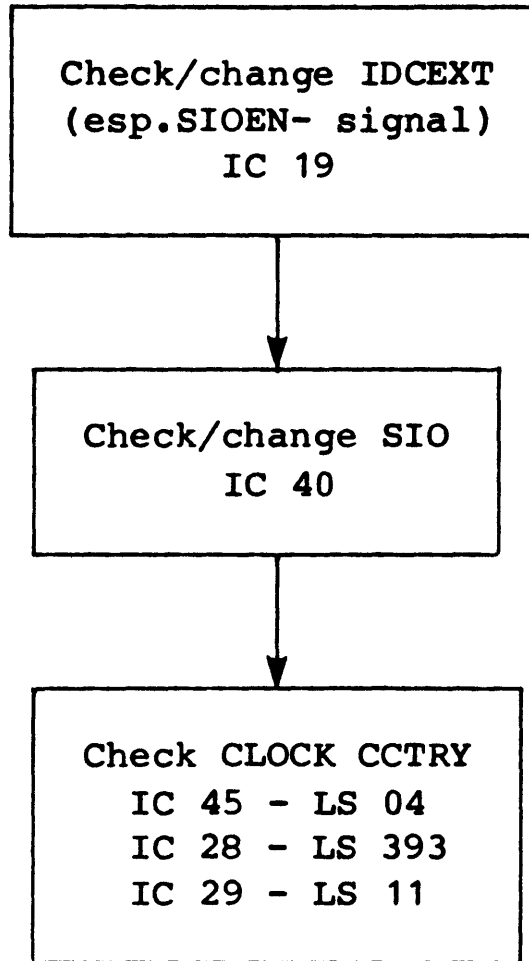 Check/change IDCEXT
(esp.SIOEN- signal)
IC 19
Check/change SIO
IC 40
Check CLOCK CCTRY
IC 45 - LS 04
IC 28 - LS 393
IC 29 - LS 11